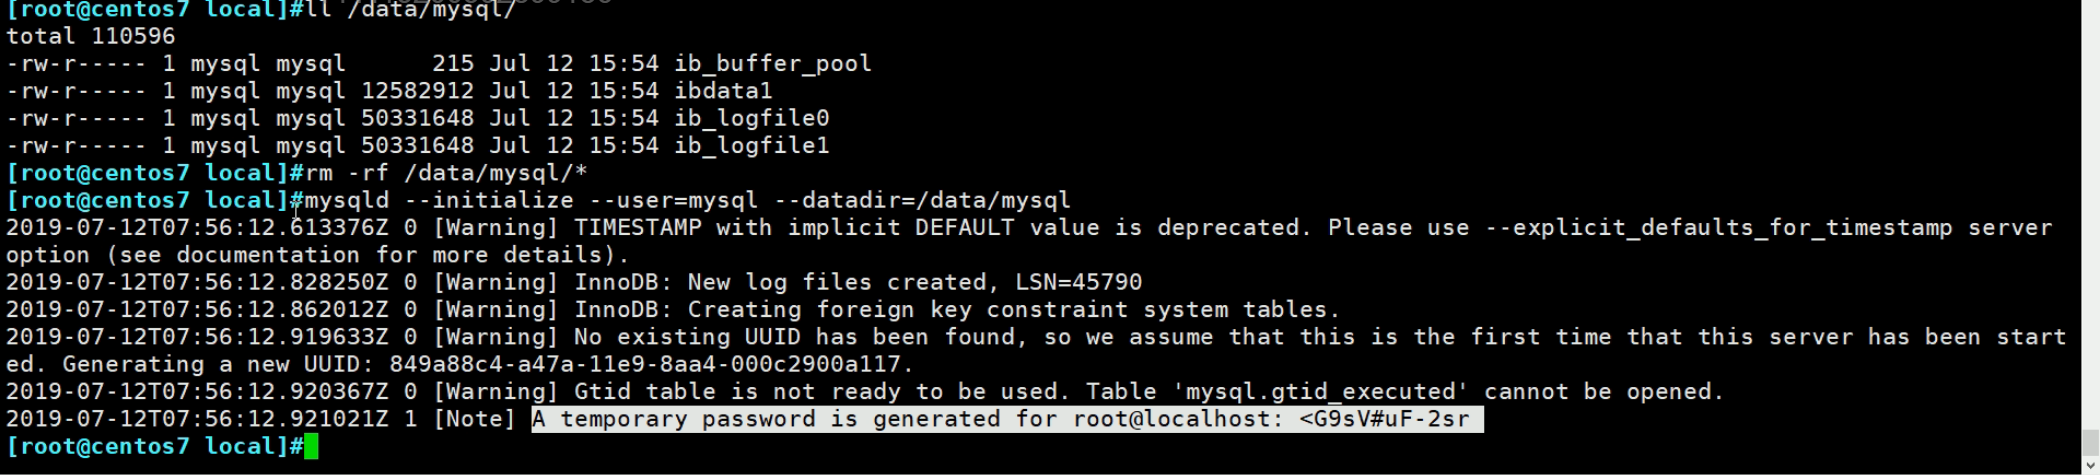 [root@centos7 local]#ll /data/mysql/
total 110596
-rw-r----- 1 mysql mysql      215 Jul 12 15:54 ib_buffer_pool
-rw-r----- 1 mysql mysql 12582912 Jul 12 15:54 ibdata1
-rw-r----- 1 mysql mysql 50331648 Jul 12 15:54 ib_logfile0
-rw-r----- 1 mysql mysql 50331648 Jul 12 15:54 ib_logfile1
[root@centos7 local]#rm -rf /data/mysql/*
[root@centos7 local]#mysqld --initialize --user=mysql --datadir=/data/mysql
2019-07-12T07:56:12.613376Z 0 [Warning] TIMESTAMP with implicit DEFAULT value is deprecated. Please use --explicit_defaults_for_timestamp server
option (see documentation for more details).
2019-07-12T07:56:12.828250Z 0 [Warning] InnoDB: New log files created, LSN=45790
2019-07-12T07:56:12.862012Z 0 [Warning] InnoDB: Creating foreign key constraint system tables.
2019-07-12T07:56:12.919633Z 0 [Warning] No existing UUID has been found, so we assume that this is the first time that this server has been start
ed. Generating a new UUID: 849a88c4-a47a-11e9-8aa4-000c2900a117.
2019-07-12T07:56:12.920367Z 0 [Warning] Gtid table is not ready to be used. Table 'mysql.gtid_executed' cannot be opened.
2019-07-12T07:56:12.921021Z 1 [Note] A temporary password is generated for root@localhost: <G9sV#uF-2sr
[root@centos7 local]#